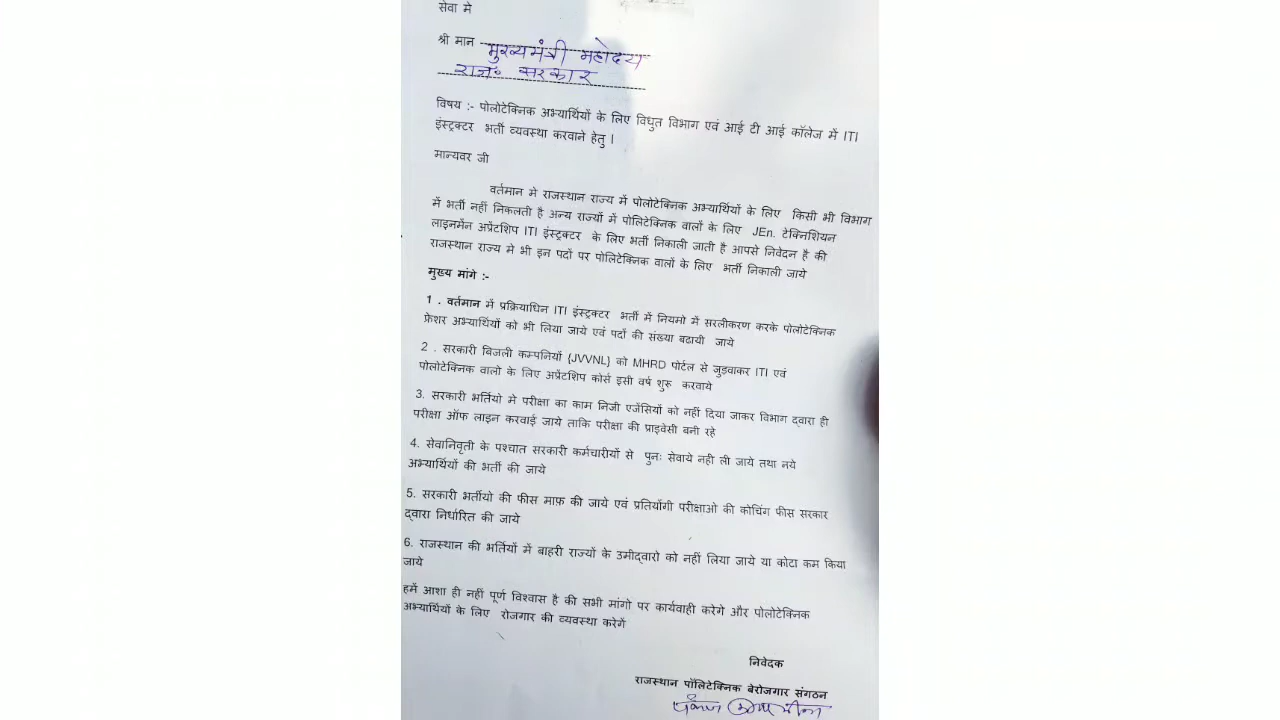 सेवा मे
श्री मान मुख्यमंत्री महोदय
राज॰ सरकार
विषय :- पोलोटेक्निक अभ्यार्थियों के लिए विधुत विभाग एवं आई टी आई कॉलेज में ITI
इंस्ट्रक्टर भर्ती व्यवस्था करवाने हेतु ।
मान्यवर जी
वर्तमान मे राजस्थान राज्य में पोलोटेक्निक अभ्यार्थियों के लिए किसी भी विभाग
में भर्ती नहीं निकलती है अन्य राज्यों में पोलिटेक्निक वालों के लिए JEn. टेक्निशियन
लाइनमेंन अप्रेंटशिप ITI इंस्ट्रक्टर के लिए भर्ती निकाली जाती है आपसे निवेदन है की
राजस्थान राज्य मे भी इन पदों पर पोलिटेक्निक वालों के लिए भर्ती निकाली जाये
मुख्य मांगे :-
1 . वर्तमान में प्रक्रियाधिन ITI इंस्ट्रक्टर भर्ती में नियमो में सरलीकरण करके पोलोटेक्निक
फ्रेशर अभ्यार्थियों को भी लिया जाये एवं पदों की संख्या बढायी जाये
2 . सरकारी बिजली कम्पनियों (JVVNL) को MHRD पोर्टल से जुड़वाकर ITI एवं
पोलोटेक्निक वालो के लिए अप्रेंटशिप कोर्स इसी वर्ष शुरू करवाये
3. सरकारी भर्तियो मे परीक्षा का काम निजी एजेंसियों को नहीं दिया जाकर विभाग द्वारा ही
परीक्षा ऑफ लाइन करवाई जाये ताकि परीक्षा की प्राइवेसी बनी रहे
4. सेवानिवृती के पश्चात सरकारी कर्मचारीयों से पुनः सेवाये नही ली जाये तथा नये
अभ्यार्थियों की भर्ती की जाये
5. सरकारी भर्तीयो की फीस माफ़ की जाये एवं प्रतियोंगी परीक्षाओ की कोचिंग फीस सरकार
द्वारा निर्धारित की जाये
6. राजस्थान की भर्तियों में बाहरी राज्यों के उमीद्वारो को नहीं लिया जाये या कोटा कम किया
जाये
हमें आशा ही नहीं पूर्ण विश्वास है की सभी मांगो पर कार्यवाही करेगे और पोलोटेक्निक
अभ्यार्थियों के लिए रोजगार की व्यवस्था करेगें
निवेदक
राजस्थान पॉलिटेक्निक बेरोजगार संगठन
मीना